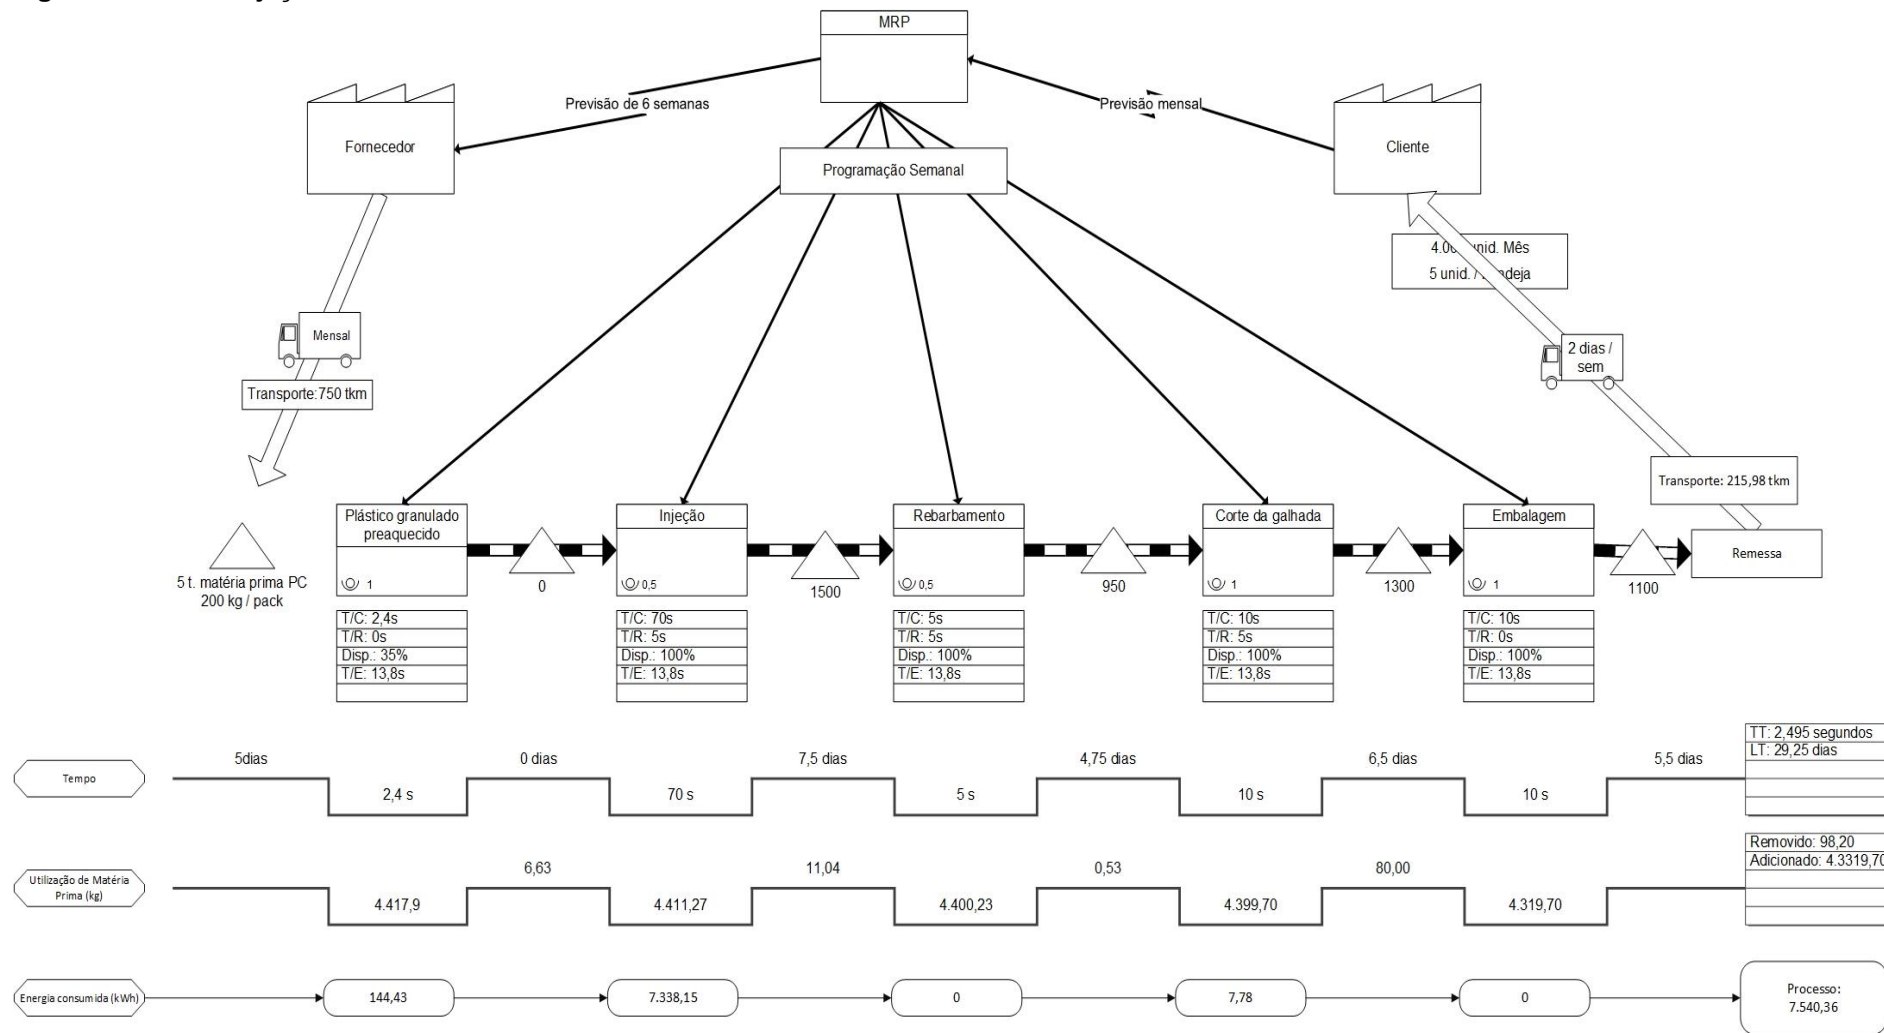 MRP
Previsão de 6 semanas
Previsão mensal
Fornecedor
Programação Semanal
Cliente
unid. Mês
5 unid. /
Mensal
Transporte:750 tkm
2 dias /
sem
Transporte: 215,98 tkm
5 t. matéria prima PC
200 kg / pack
Plástico granulado
preaquecido
1
T/C: 2,4s
T/R: 0s
Disp.: 35%
T/E: 13,8s
0
Injeção
0,5
T/C: 70s
T/R: 5s
Disp.: 100%
T/E: 13,8s
1500
Rebarbamento
0,5
T/C: 5s
T/R: 5s
Disp.: 100%
T/E: 13,8s
950
Corte da galhada
1
T/C: 10s
T/R: 5s
Disp.: 100%
T/E: 13,8s
1300
Embalagem
1
T/C: 10s
T/R: 0s
Disp.: 100%
T/E: 13,8s
1100
Remessa
Tempo
5dias
2,4 s
0 dias
70 s
7,5 dias
5 s
4,75 dias
10 s
6,5 dias
10 s
5,5 dias
TT: 2,495 segundos
LT: 29,25 dias
Utilização de Matéria
Prima (kg)
4.417,9
6,63
4.411,27
11,04
4.400,23
0,53
4.399,70
80,00
4.319,70
Removido: 98,20
Adicionado: 4.3319,70
Energia consumida (kWh)
144,43
7.338,15
0
7,78
0
Processo:
7.540,36